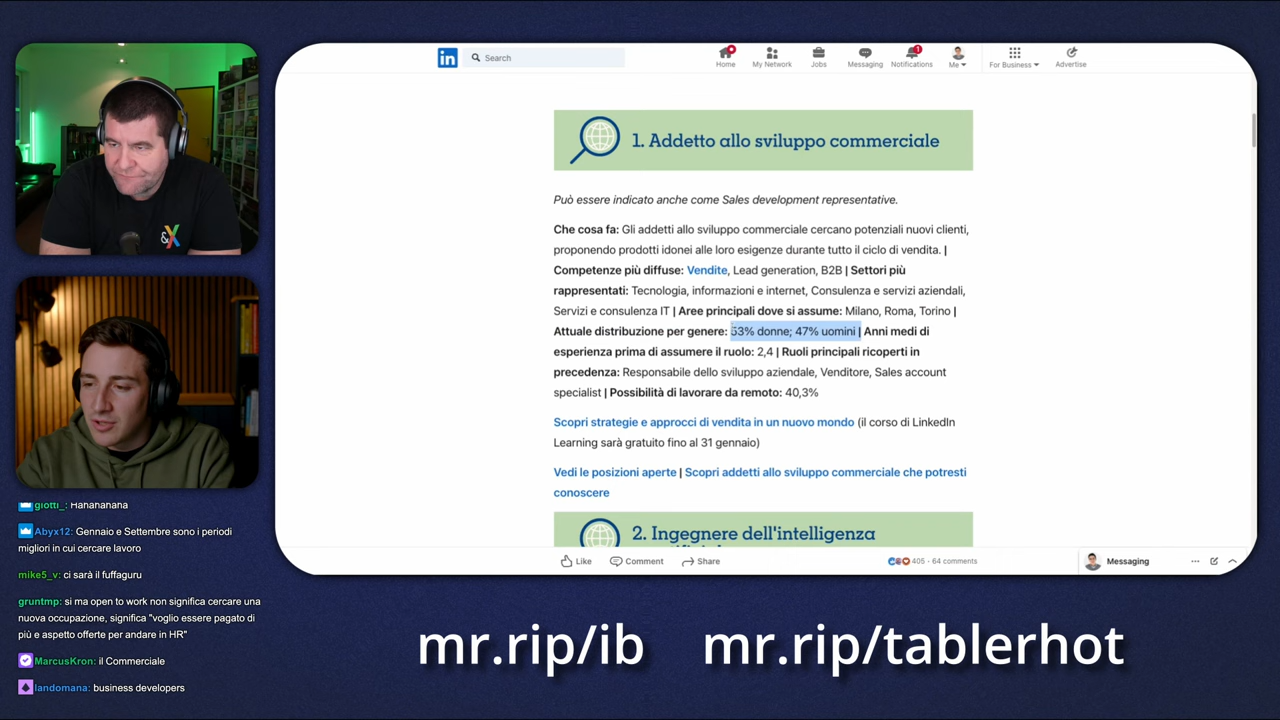 in Search
Home
My Network
Jobs
Messaging
1
Notifications
Me
For Business
Advertise
1. Addetto allo sviluppo commerciale
Può essere indicato anche come Sales development representative.
Che cosa fa: Gli addetti allo sviluppo commerciale cercano potenziali nuovi clienti,
proponendo prodotti idonei alle loro esigenze durante tutto il ciclo di vendita. |
Competenze più diffuse: Vendite, Lead generation, B2B | Settori più
rappresentati: Tecnologia, informazioni e internet, Consulenza e servizi aziendali,
Servizi e consulenza IT | Aree principali dove si assume: Milano, Roma, Torino |
Attuale distribuzione per genere: 53% donne; 47% uomini | Anni medi di
esperienza prima di assumere il ruolo: 2,4 | Ruoli principali ricoperti in
precedenza: Responsabile dello sviluppo aziendale, Venditore, Sales account
specialist | Possibilità di lavorare da remoto: 40,3%
Scopri strategie e approcci di vendita in un nuovo mondo (il corso di LinkedIn
Learning sarà gratuito fino al 31 gennaio)
Vedi le posizioni aperte | Scopri addetti allo sviluppo commerciale che potresti
conoscere
2. Ingegnere dell'intelligenza
Like
Comment
Share
405 · 64 comments
Messaging
&X
giotti_: Hanahahana
Abyx12: Gennaio e Settembre sono i periodi
migliori in cui cercare lavoro
mike5_v: ci sarà il fuffaguru
gruntmp: si ma open to work non significa cercare una
nuova occupazione, significa "voglio essere pagato di
più e aspetto offerte per andare in HR"
MarcusKron: il Commerciale
landomana: business developers
mr.rip/ib
mr.rip/tablerhot